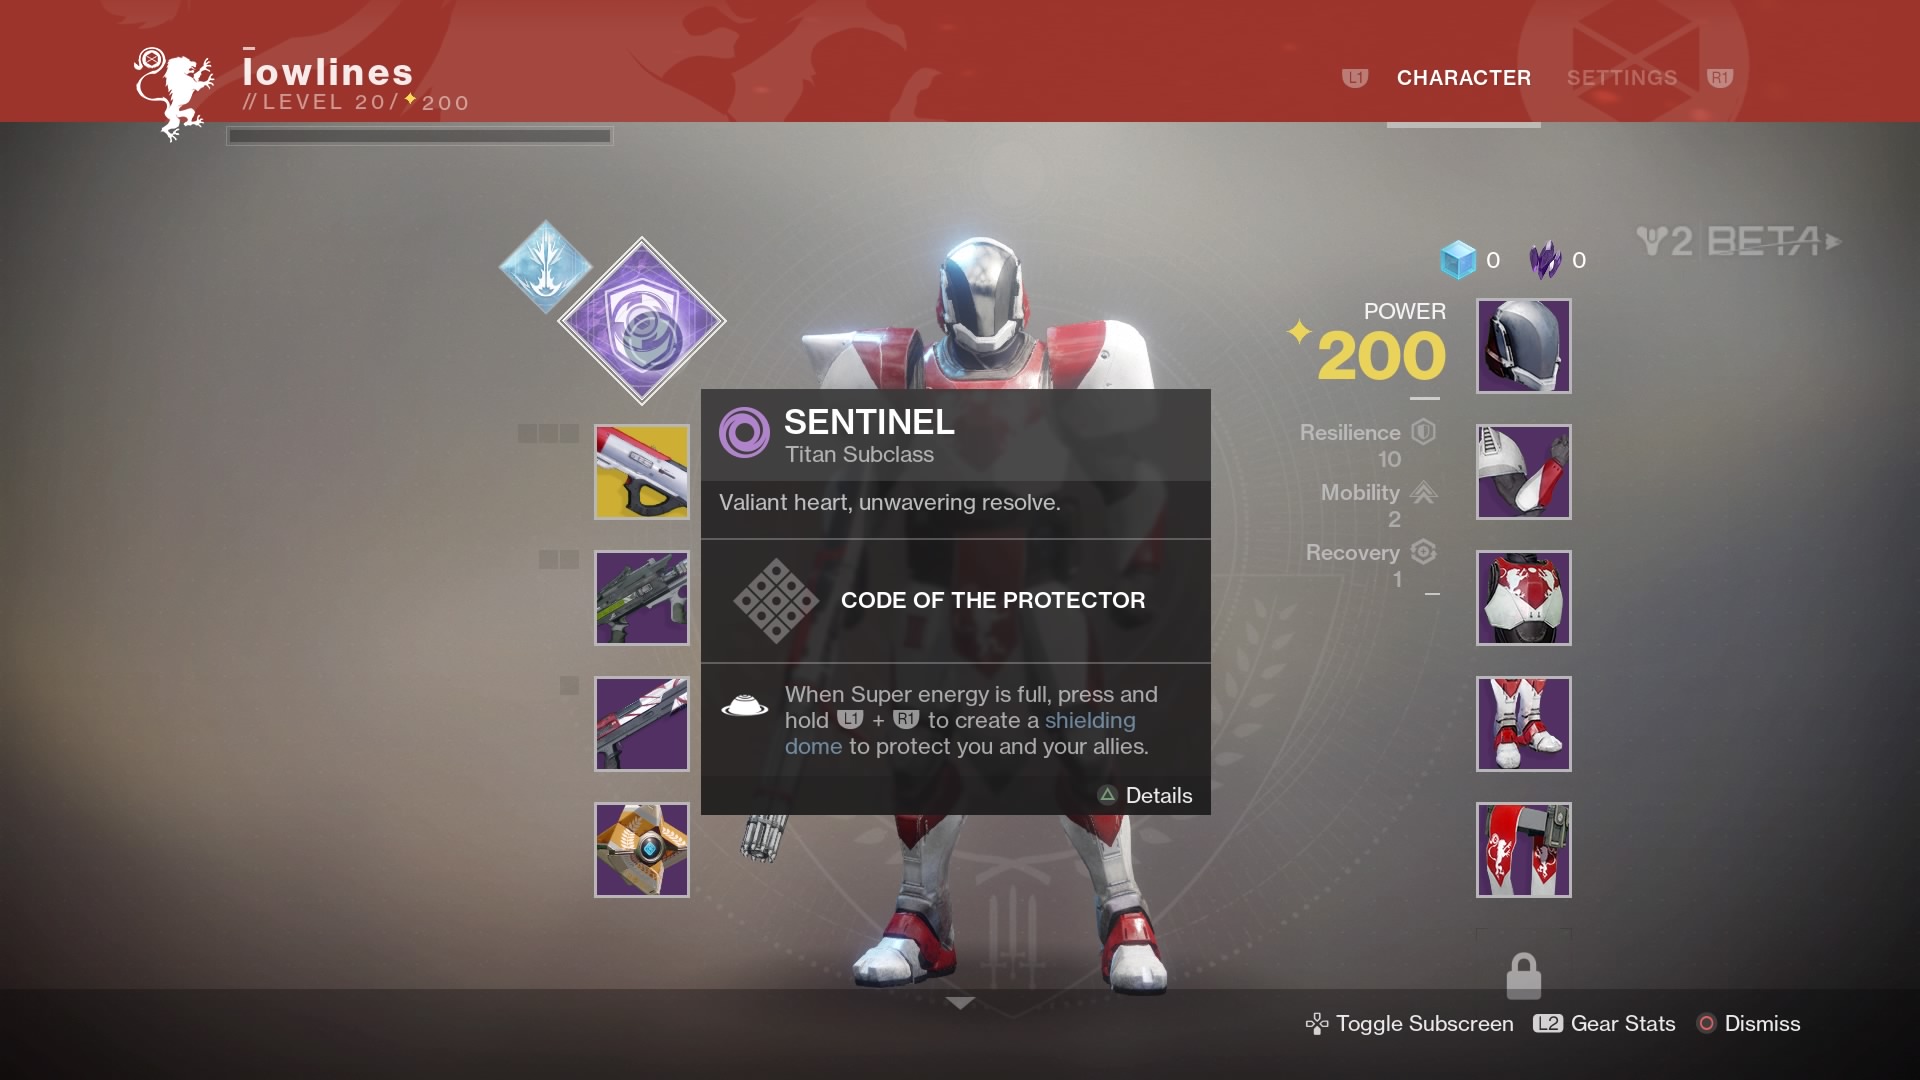 lowlines
//LEVEL 20/200
L1 CHARACTER SETTINGS R1
2 BETA
0 0
POWER
200
Resilience
10
Mobility
2
Recovery
1
SENTINEL
Titan Subclass
Valiant heart, unwavering resolve.
CODE OF THE PROTECTOR
When Super energy is full, press and
hold L1 + R1 to create a shielding
dome to protect you and your allies.
Details
Toggle Subscreen L2 Gear Stats Dismiss